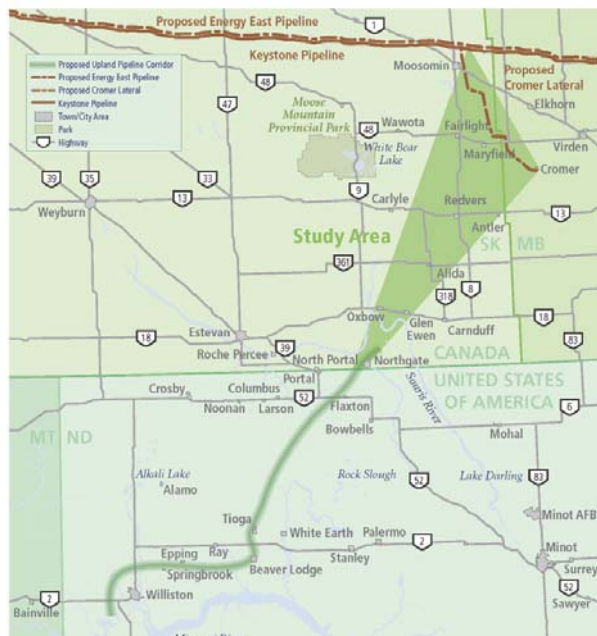 Proposed Energy East Pipeline
1
Keystone Pipeline
Proposed
Cromer Lateral
Proposed Upland Pipeline Corridor
Proposed Energy East Pipeline
Proposed Cromer Lateral
Keystone Pipeline
Town/City Area
Park
Highway
Moosomin
Elkhorn
48
47
Moose
Mountain
Provincial Park
48
Wawota
White Bear
Lake
Fairlight
Maryfield
Virden
Cromer
39
35
33
13
9
Weyburn
Carlyle
Redvers
13
Antler
Study Area
SK
MB
361
Alida
318
8
Oxbow
Glen
Ewen
Carnduff
18
83
18
Estevan
39
Roche Percee
North Portal
Northgate
CANADA
Portal
UNITED STATES
OF AMERICA
Crosby
Columbus
52
Flaxton
Souris River
6
Noonan
Larson
Bowbells
Mohal
MT
ND
Alkali Lake
Alamo
Rock Slough
52
Lake Darling
83
Minot AFB
Tioga
White Earth
Palermo
2
Epping
Ray
Stanley
Minot
Springbrook
Beaver Lodge
Surrey
52
Sawyer
2
Bainville
Williston